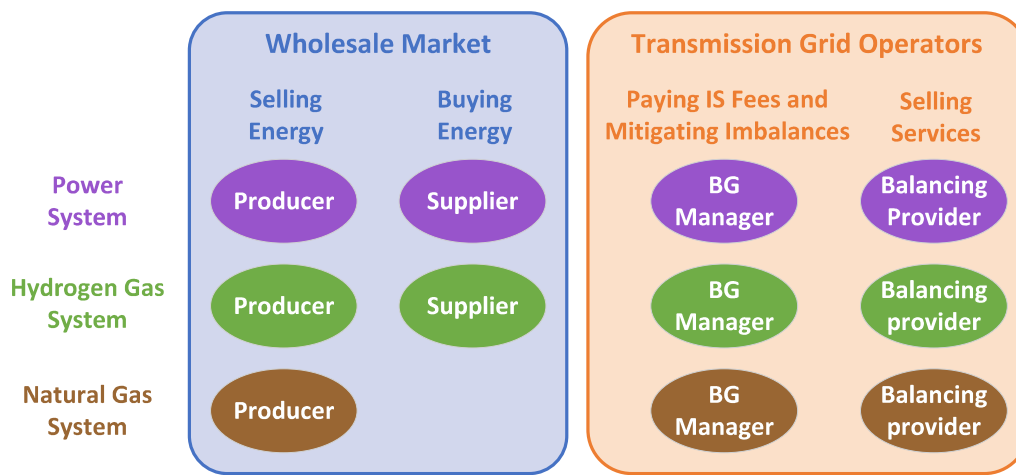 Wholesale Market
Transmission Grid Operators
Selling
Energy
Buying
Energy
Paying IS Fees and
Mitigating Imbalances
Selling
Services
Power
System
Producer
Supplier
BG
Manager
Balancing
Provider
Hydrogen Gas
System
Producer
Supplier
BG
Manager
Balancing
provider
Natural Gas
System
Producer
BG
Manager
Balancing
provider